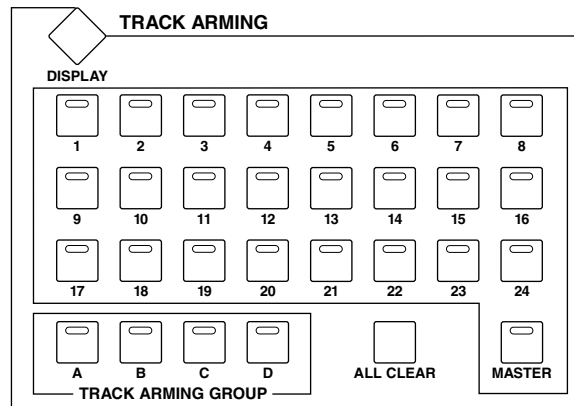 TRACK ARMING
DISPLAY
1 2 3 4 5 6 7 8
9 10 11 12 13 14 15 16
17 18 19 20 21 22 23 24
A B C D ALL CLEAR MASTER
TRACK ARMING GROUP